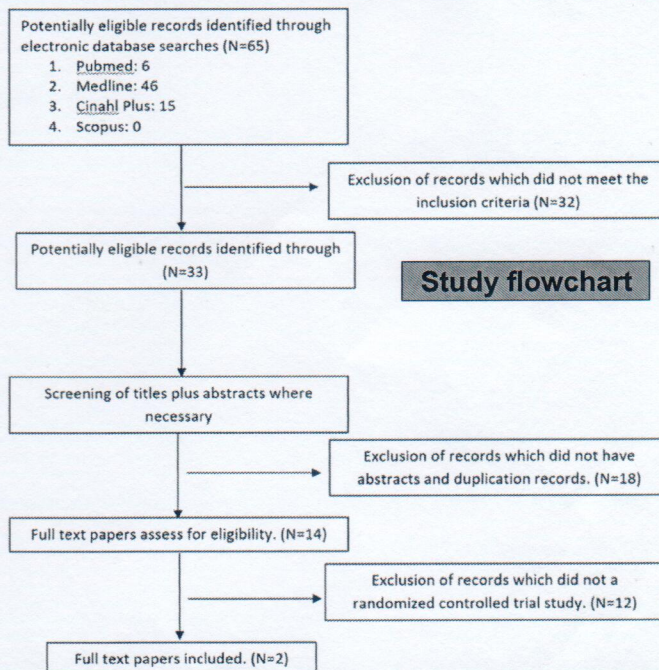 Potentially eligible records identified through
electronic database searches (N=65)
1. Pubmed: 6
2. Medline: 46
3. Cinahl Plus: 15
4. Scopus: 0
Exclusion of records which did not meet the
inclusion criteria (N=32)
Potentially eligible records identified through
(N=33)
Study flowchart
Screening of titles plus abstracts where
necessary
Exclusion of records which did not have
abstracts and duplication records. (N=18)
Full text papers assess for eligibility. (N=14)
Exclusion of records which did not a
randomized controlled trial study. (N=12)
Full text papers included. (N=2)